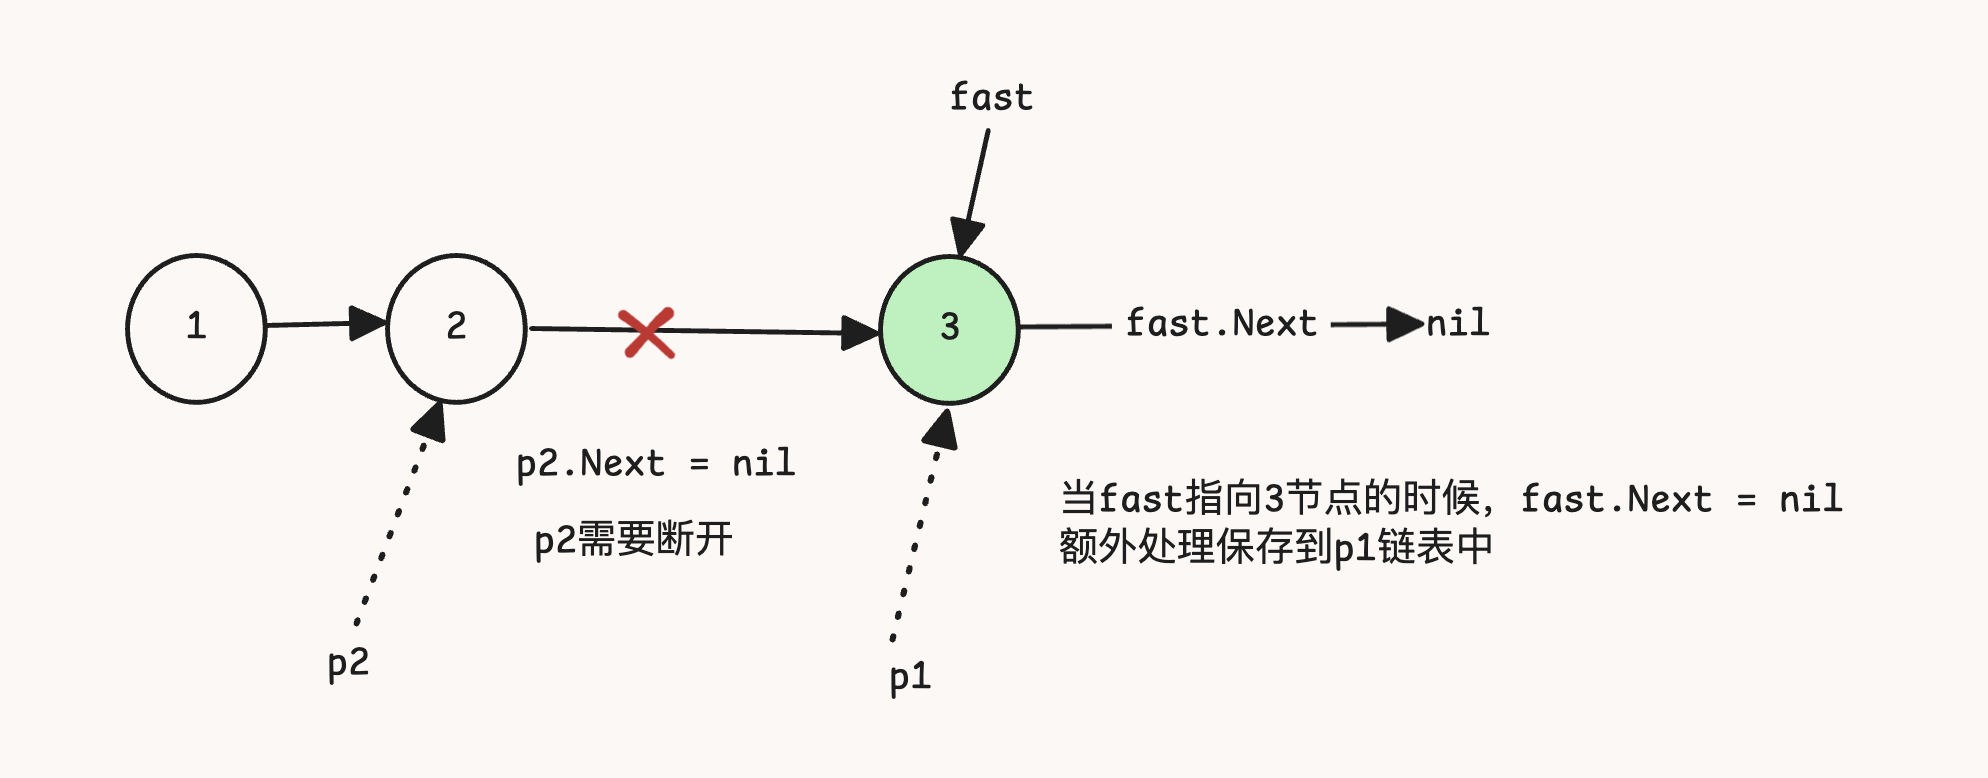 fast
1
2
3
fast.Next
nil
p2.Next = nil
p2需要断开
当fast指向3节点的时候，fast.Next = nil
额外处理保存到p1链表中
p2
p1